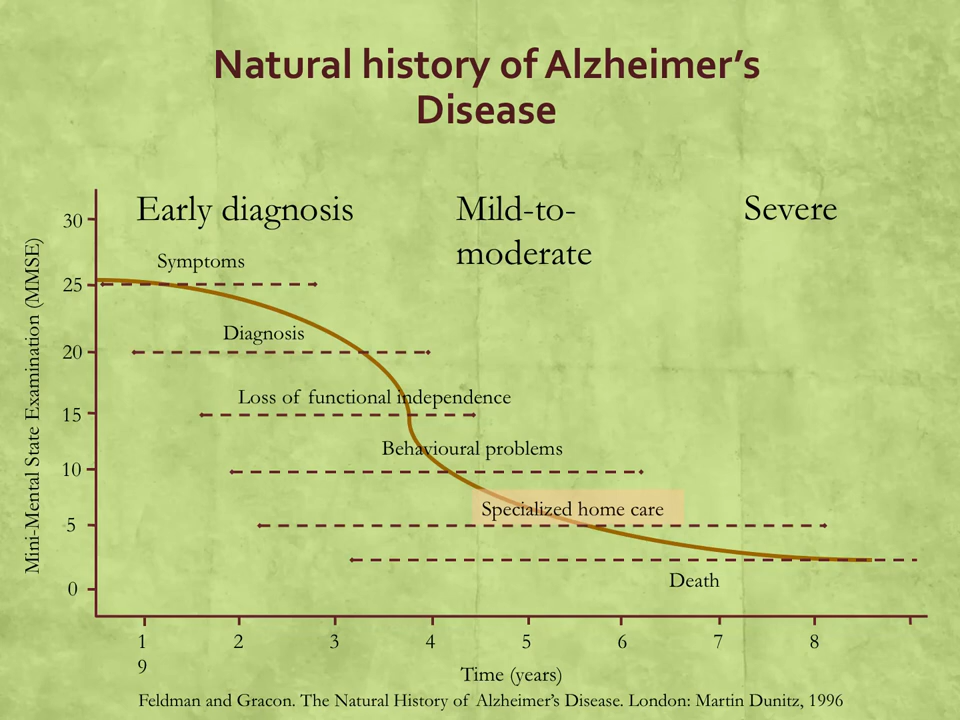 Natural history of Alzheimer’s
Disease
Early diagnosis
Mild-to-
moderate
Severe
Mini-Mental State Examination (MMSE)
30
25
20
15
10
5
0
Symptoms
Diagnosis
Loss of functional independence
Behavioural problems
Specialized home care
Death
1 2 3 4 5 6 7 8
9
Time (years)
Feldman and Gracon. The Natural History of Alzheimer’s Disease. London: Martin Dunitz, 1996